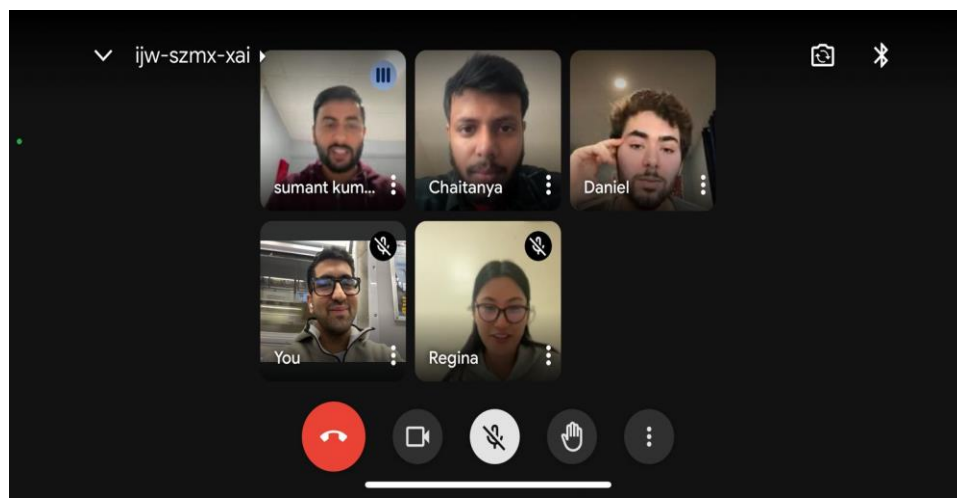 ijw-szmx-xai
sumant kum...
Chaitanya
Daniel
You
Regina